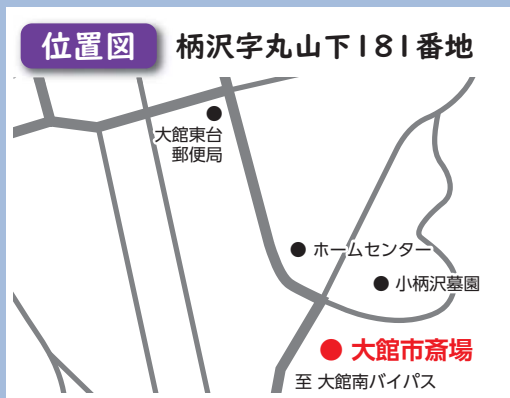 位置図
柄沢字丸山下181番地
大館東台
郵便局
ホームセンター
小柄沢墓園
大館市斎場
至 大館南バイパス